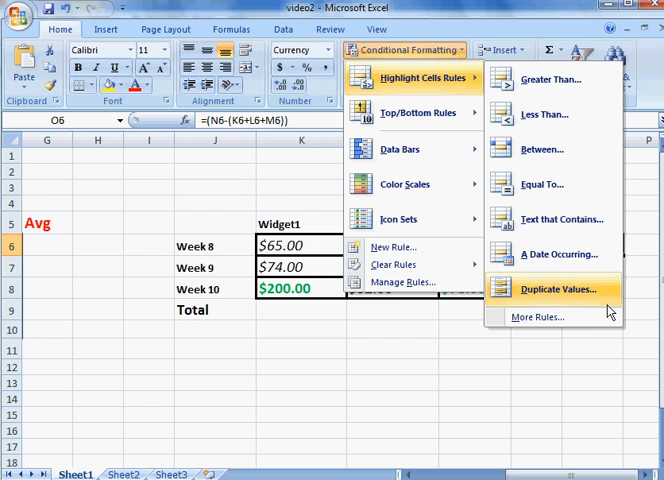 video2 - Microsoft Excel
Home Insert Formulas Data Review View
Paste
Clipboard
Calibri 11
B I U
Font
A A
Alignment
Currency
$ % ,
Number
Conditional Formatting
Insert
Σ
O6
fx =(N6-(K6+L6+M6))
Highlight Cells Rules
Top/Bottom Rules
Data Bars
Color Scales
Icon Sets
New Rule...
Clear Rules
Manage Rules...
Greater Than...
Less Than...
Between...
Equal To...
Text that Contains...
A Date Occurring...
Duplicate Values...
More Rules...
G H I J K P
1
2
3
4
5 Avg Widget1
6 Week 8 $65.00
7 Week 9 $74.00
8 Week 10 $200.00
9 Total
10
11
12
13
14
15
16
17
18
Sheet1 Sheet2 Sheet3